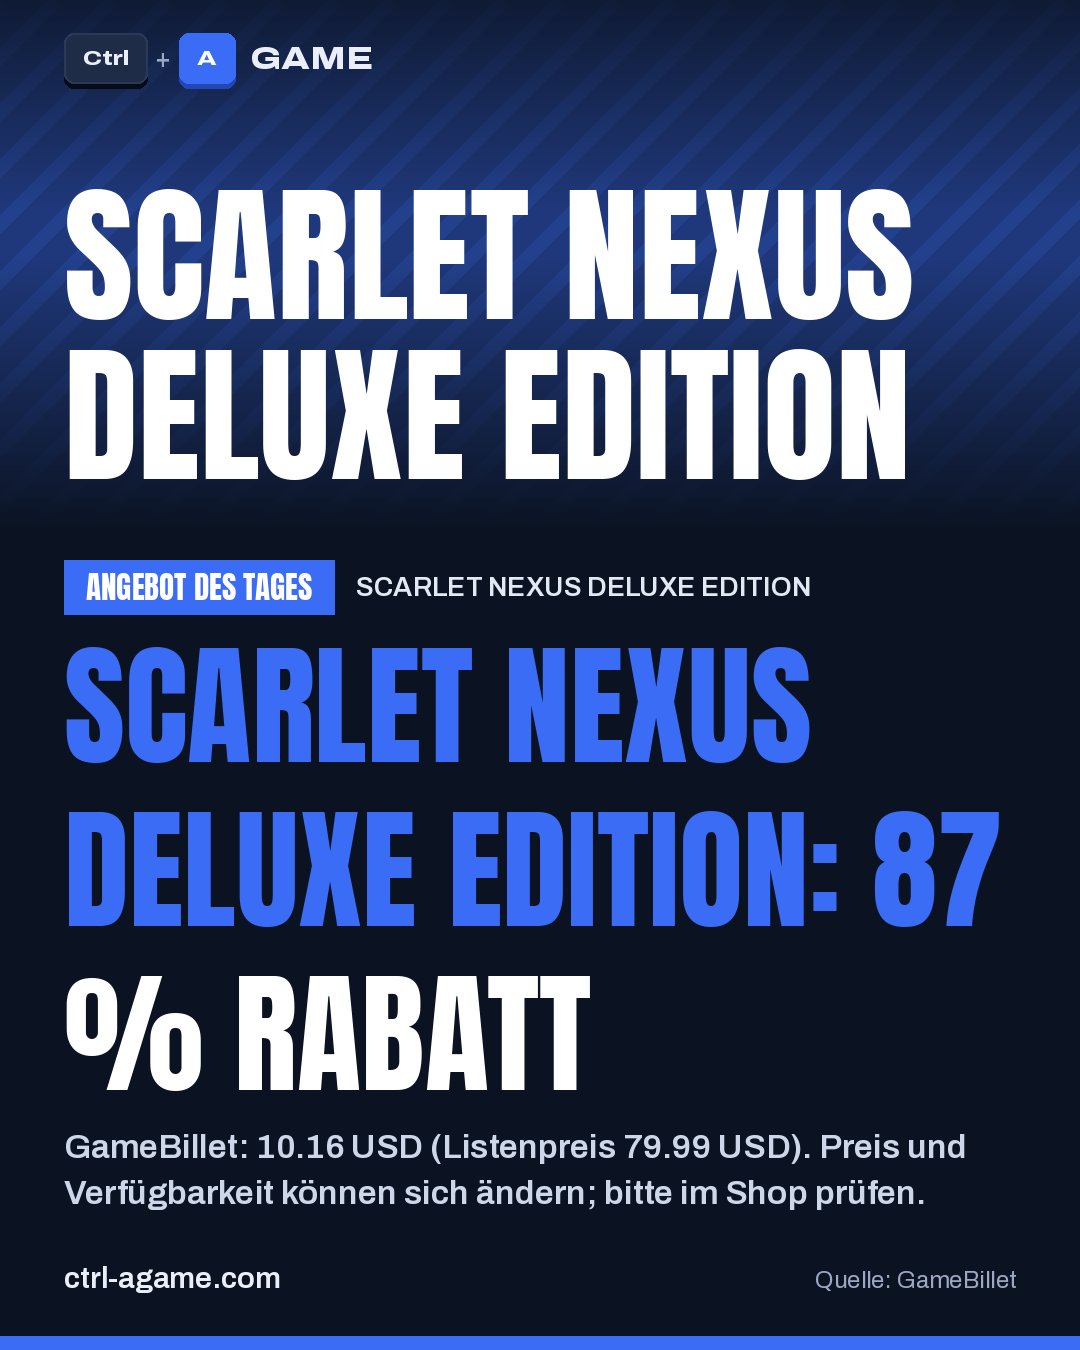 Ctrl + A GAME
SCARLET NEXUS
DELUXE EDITION
ANGEBOT DES TAGES SCARLET NEXUS DELUXE EDITION
SCARLET NEXUS
DELUXE EDITION: 87
% RABATT
GameBillet: 10.16 USD (Listenpreis 79.99 USD). Preis und
Verfügbarkeit können sich ändern; bitte im Shop prüfen.
ctrl-agame.com Quelle: GameBillet